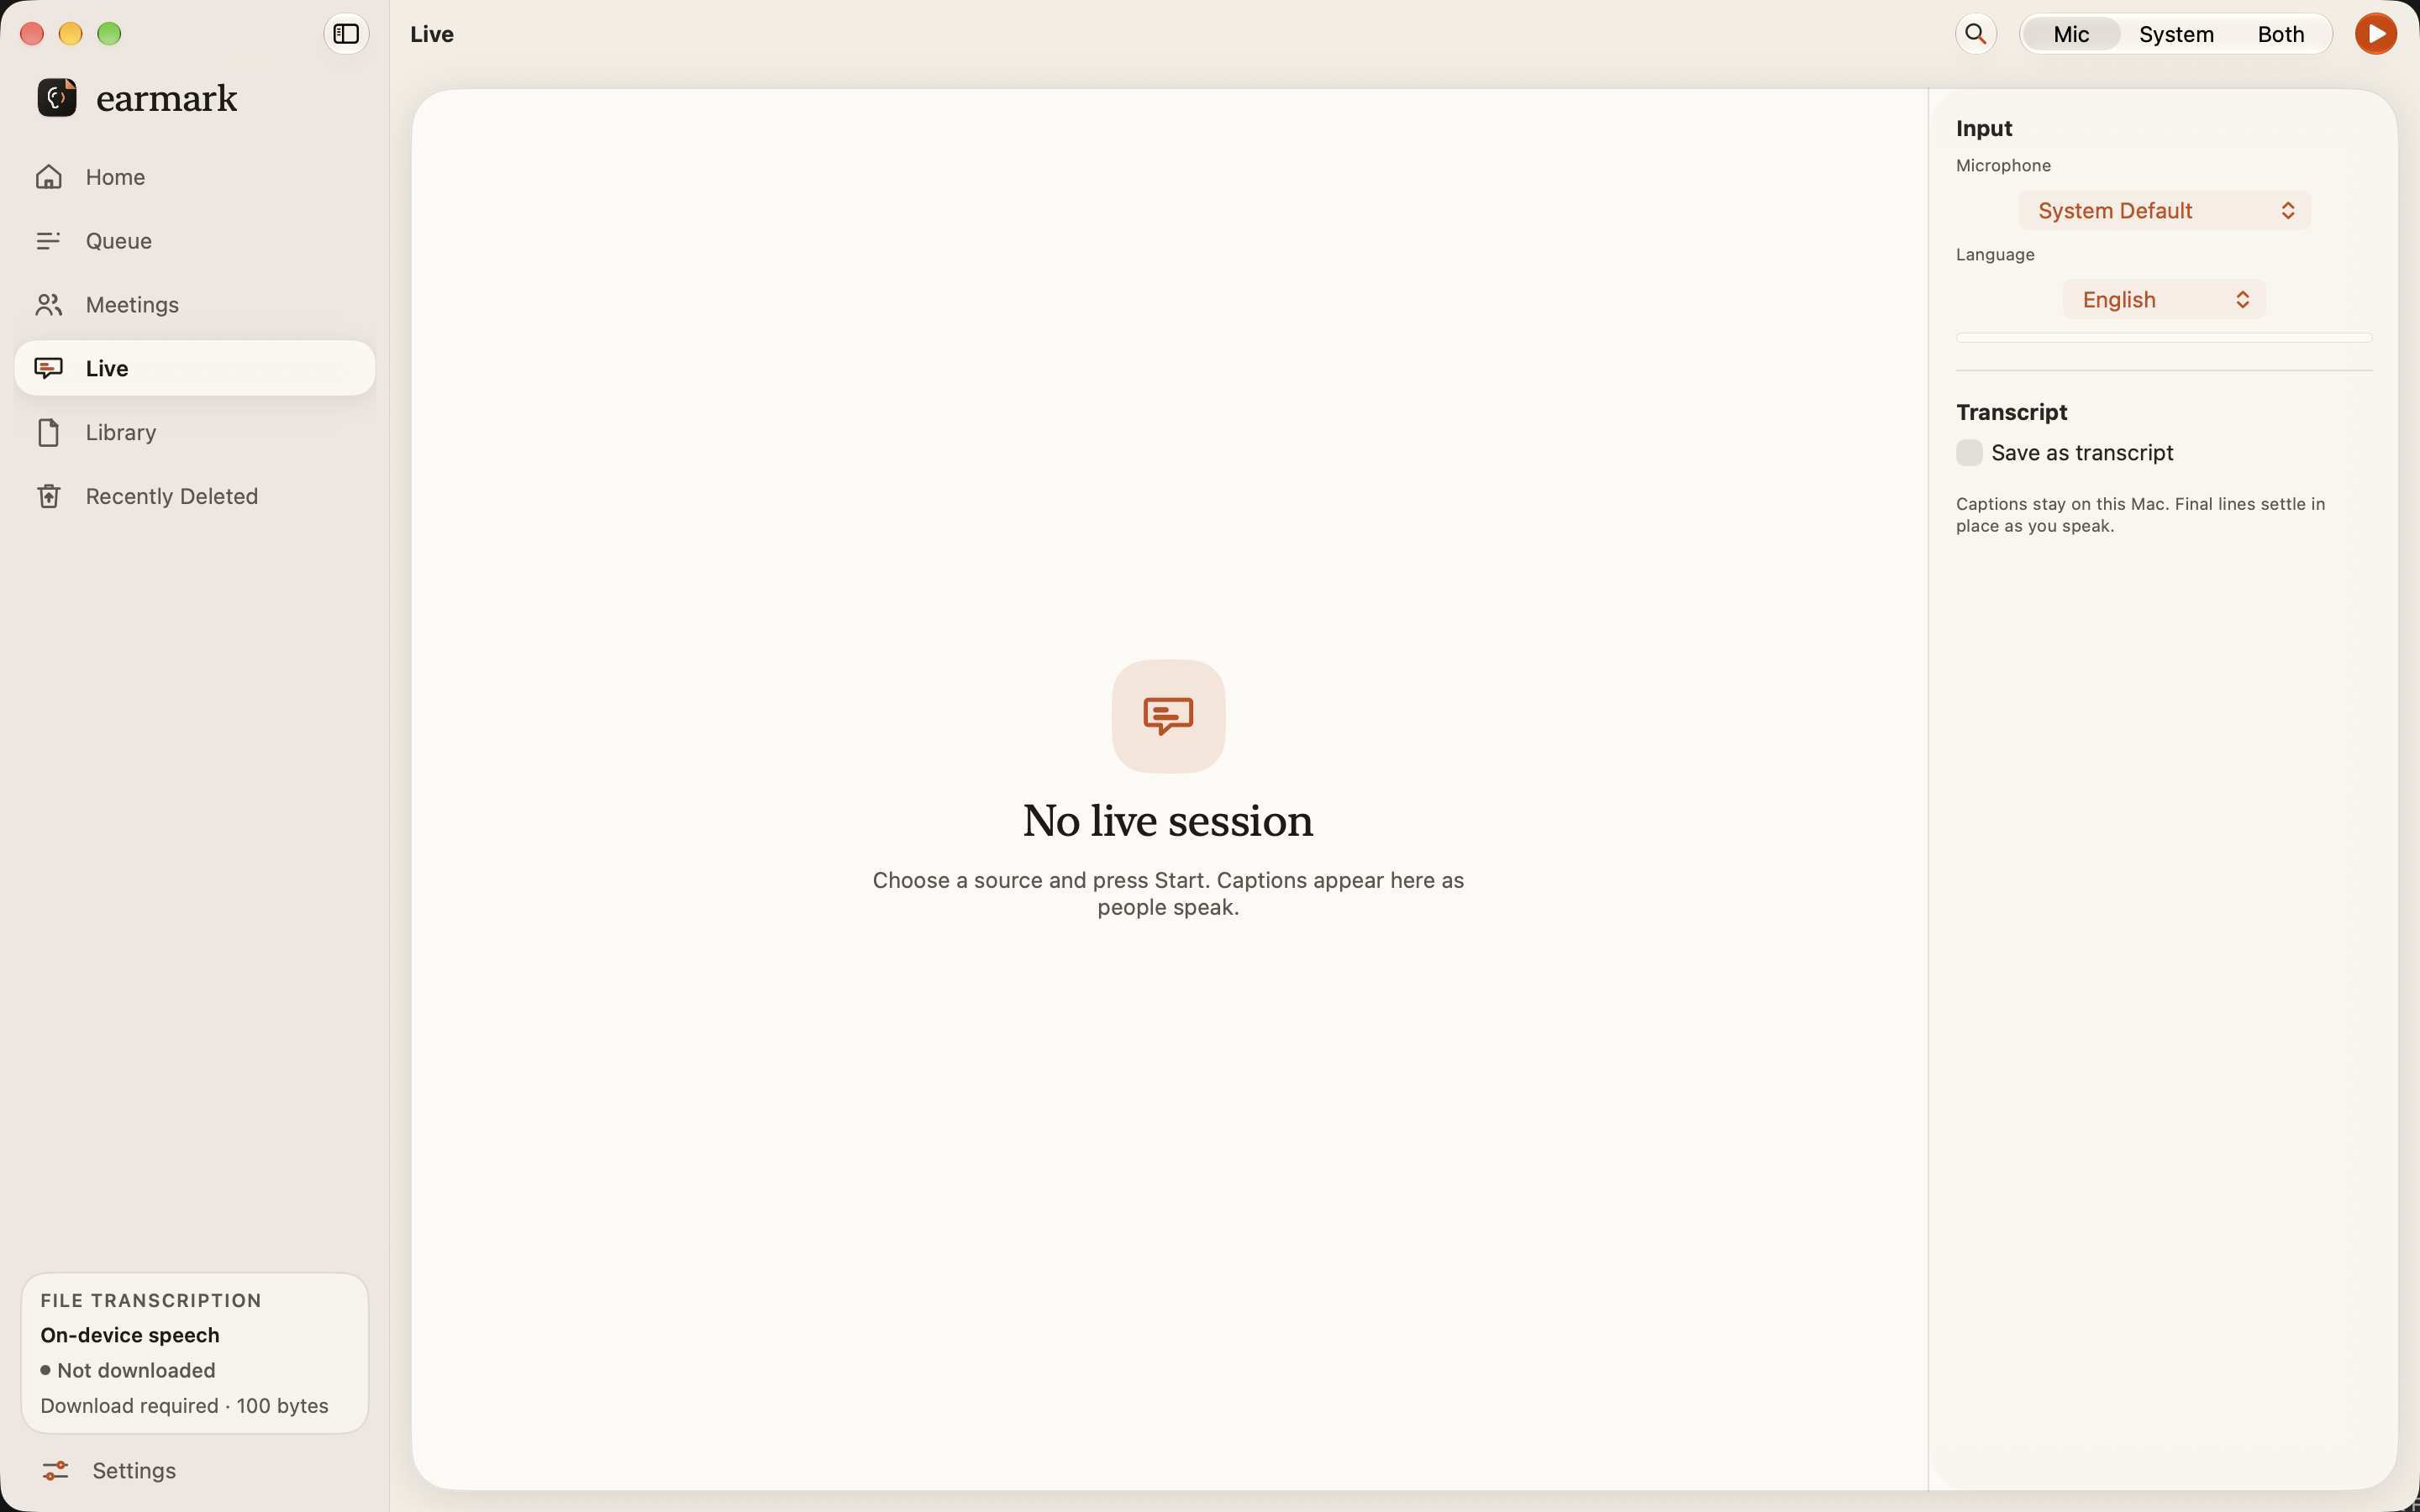 Live
Mic
System
Both
earmark
Home
Queue
Meetings
Live
Library
Recently Deleted
FILE TRANSCRIPTION
On-device speech
Not downloaded
Download required · 100 bytes
Settings
No live session
Choose a source and press Start. Captions appear here as
people speak.
Input
Microphone
System Default
Language
English
Transcript
Save as transcript
Captions stay on this Mac. Final lines settle in
place as you speak.